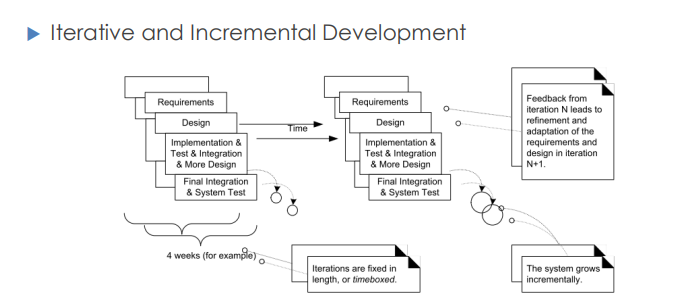 Iterative and Incremental Development
Requirements
Design
Implementation &
Test & Integration
& More Design
Final Integration
& System Test
Time
Requirements
Design
Implementation &
Test & Integration
& More Design
Final Integration
& System Test
Feedback from
iteration N leads to
refinement and
adaptation of the
requirements and
design in iteration
N+1.
4 weeks (for example)
Iterations are fixed in
length, or timeboxed.
The system grows
incrementally.